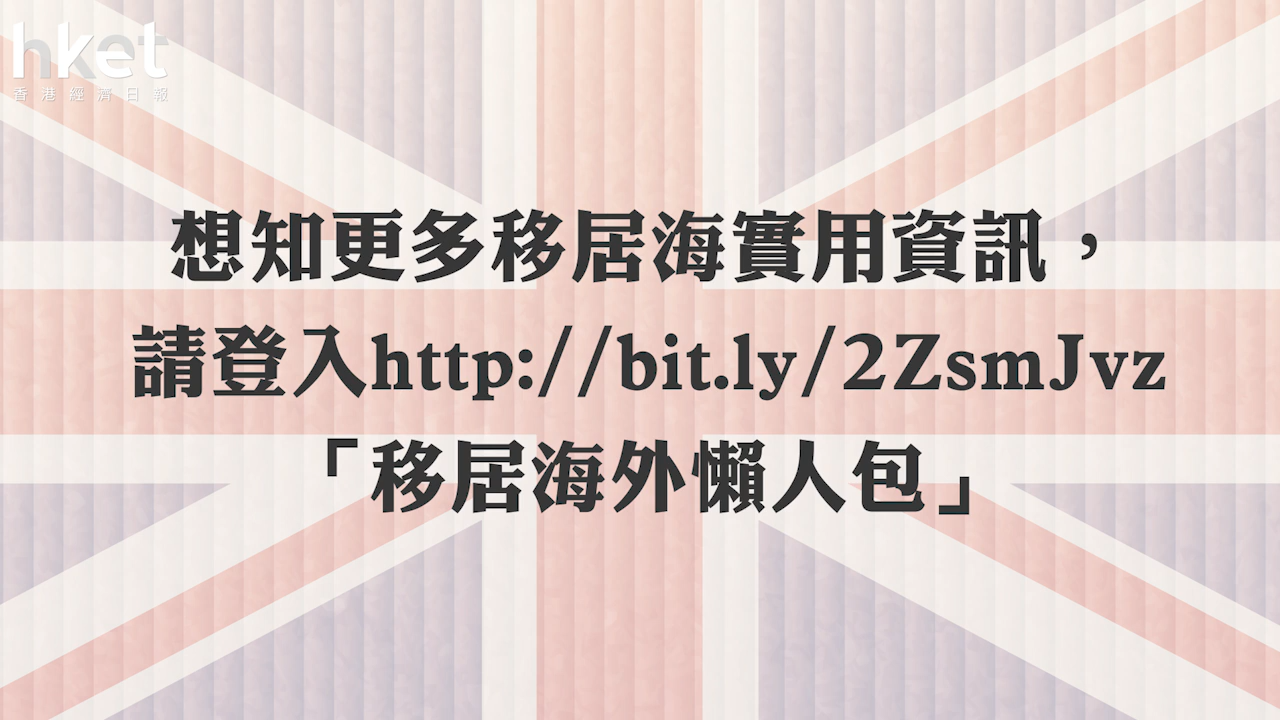 hket
香港經濟日報
想知更多移居海實用資訊，
請登入http://bit.ly/2ZsmJvz
「移居海外懶人包」